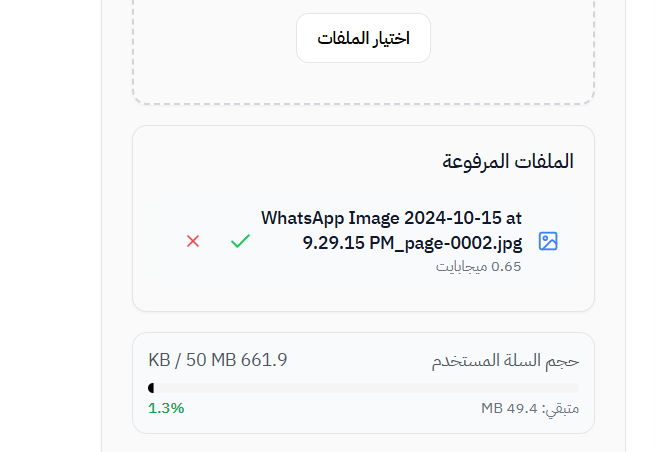 اختيار الملفات
الملفات المرفوعة
WhatsApp Image 2024-10-15 at
9.29.15 PM_page-0002.jpg
0.65 ميجابايت
حجم السلة المستخدم
KB / 50 MB 661.9
متبقي: 49.4 MB
1.3%